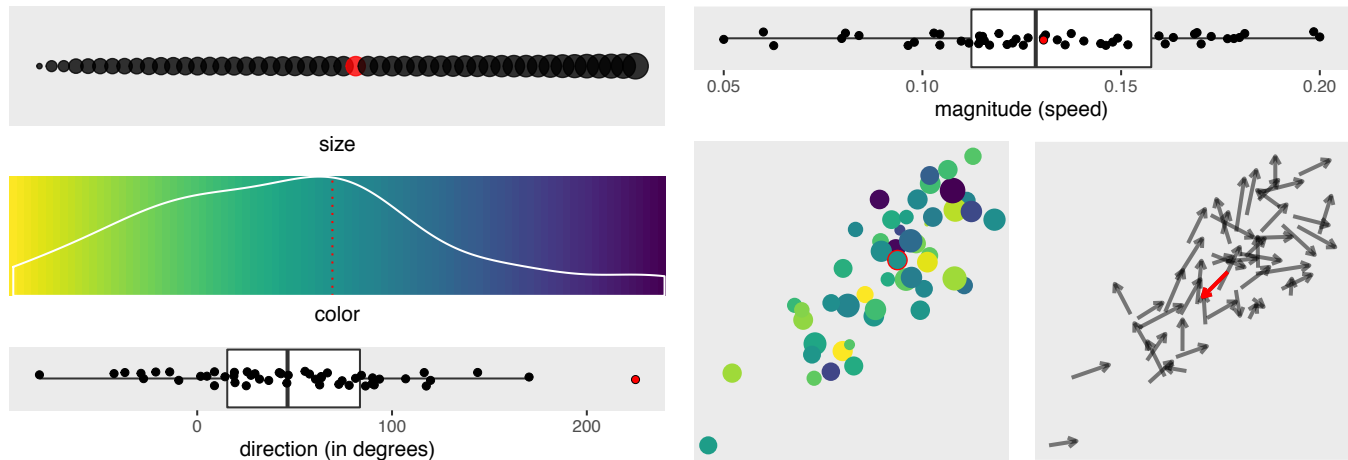 size
color
0 100 200
direction (in degrees)
0.05 0.10 0.15 0.20
magnitude (speed)